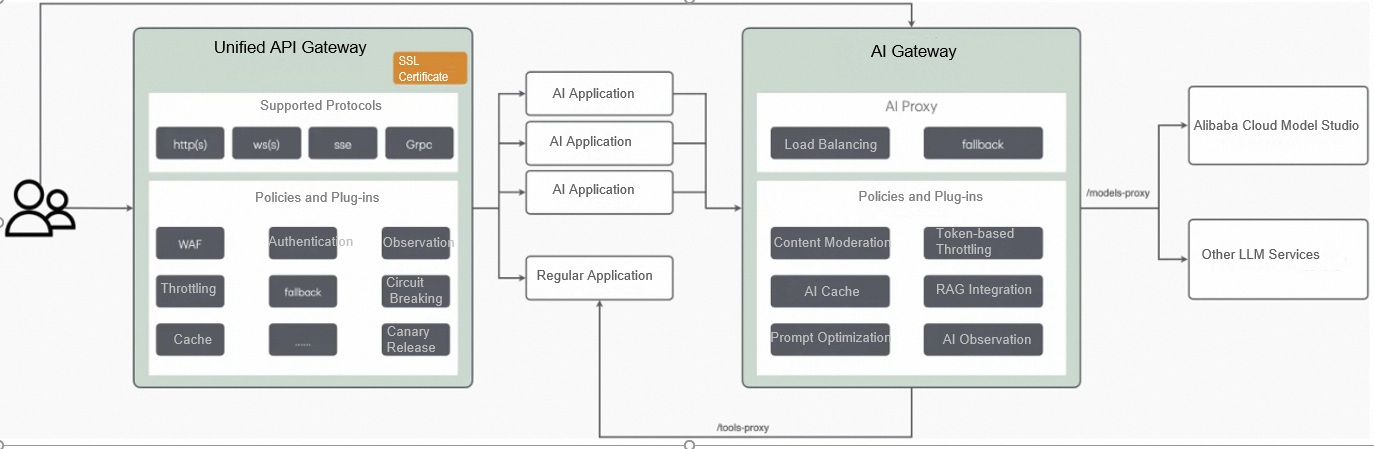 Unified API Gateway
SSL
Certificate
Supported Protocols
http(s)
ws(s)
sse
Grpc
Policies and Plug-ins
WAF
Authentication
Observation
Throttling
fallback
Circuit
Breaking
Cache
......
Canary
Release
AI Application
AI Application
AI Application
Regular Application
AI Gateway
AI Proxy
Load Balancing
fallback
Policies and Plug-ins
Content Moderation
Token-based
Throttling
AI Cache
RAG Integration
Prompt Optimization
AI Observation
/models-proxy
/tools-proxy
Alibaba Cloud Model Studio
Other LLM Services